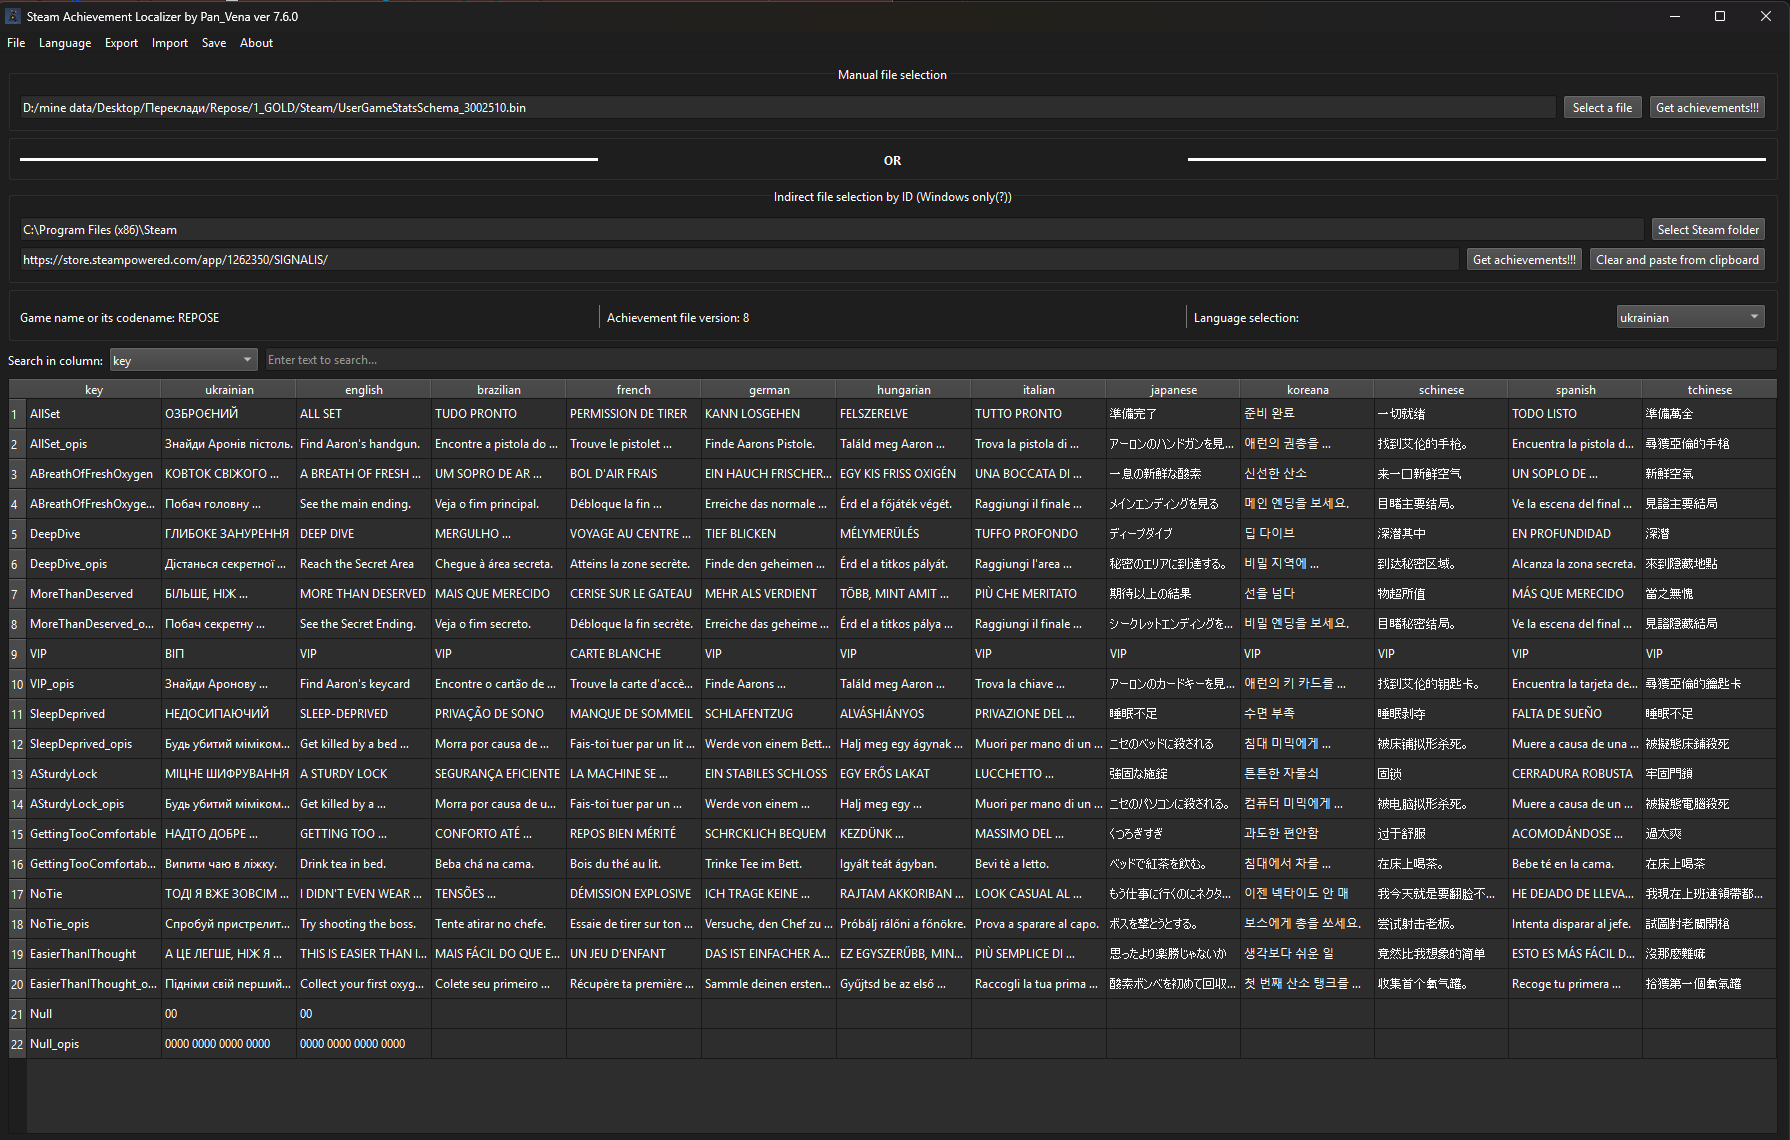 Steam Achievement Localizer by Pan_Vena ver 7.6.0
File Language Export Import Save About
Manual file selection
D:/mine data/Desktop/Переклади/Repose/1_GOLD/Steam/UserGameStatsSchema_3002510.bin Select a file Get achievements!!!
OR
Indirect file selection by ID (Windows only(?))
C:\Program Files (x86)\Steam Select Steam folder
https://store.steampowered.com/app/1262350/SIGNALIS/ Get achievements!!! Clear and paste from clipboard
Game name or its codename: REPOSE Achievement file version: 8 Language selection: ukrainian
Search in column: key Enter text to search...
key ukrainian english brazilian french german hungarian italian japanese koreana schinese spanish tchinese
1 AllSet ОЗБРОЄНИЙ ALL SET TUDO PRONTO PERMISSION DE TIRER KANN LOSGEHEN FELSZERELVE TUTTO PRONTO 準備完了 준비 완료 一切就绪 TODO LISTO 準備萬全
2 AllSet_opis Знайди Аронів пістоль. Find Aaron's handgun. Encontre a pistola do ... Trouve le pistolet ... Finde Aarons Pistole. Találd meg Aaron ... Trova la pistola di ... アーロンのハンドガンを見... 애런의 권총을 ... 找到艾伦的手枪。 Encuentra la pistola d... 尋獲亞倫的手槍
3 ABreathOfFreshOxygen КОВТОК СВІЖОГО ... A BREATH OF FRESH ... UM SOPRO DE AR ... BOL D'AIR FRAIS EIN HAUCH FRISCHER... EGY KIS FRISS OXIGÉN UNA BOCCATA DI ... 一息の新鮮な酸素 신선한 산소 来一口新鲜空气 UN SOPLO DE ... 新鮮空氣
4 ABreathOfFreshOxyge... Побач головну ... See the main ending. Veja o fim principal. Débloque la fin ... Erreiche das normale ... Érd el a főjáték végét. Raggiungi il finale ... メインエンディングを見る 메인 엔딩을 보세요. 目睹主要结局。 Ve la escena del final ... 見證主要結局
5 DeepDive ГЛИБОКЕ ЗАНУРЕННЯ DEEP DIVE MERGULHO ... VOYAGE AU CENTRE ... TIEF BLICKEN MÉLYMERÜLÉS TUFFO PROFONDO ディープダイブ 딥 다이브 深潜其中 EN PROFUNDIDAD 深潛
6 DeepDive_opis Дістанься секретної ... Reach the Secret Area Chegue à área secreta. Atteins la zone secrète. Finde den geheimen ... Érd el a titkos pályát. Raggiungi l'area ... 秘密のエリアに到達する。 비밀 지역에 ... 到达秘密区域。 Alcanza la zona secreta. 來到隱藏地點
7 MoreThanDeserved БІЛЬШЕ, НІЖ ... MORE THAN DESERVED MAIS QUE MERECIDO CERISE SUR LE GATEAU MEHR ALS VERDIENT TÖBB, MINT AMIT ... PIÙ CHE MERITATO 期待以上の結果 선을 넘다 物超所值 MÁS QUE MERECIDO 當之無愧
8 MoreThanDeserved_o... Побач секретну ... See the Secret Ending. Veja o fim secreto. Débloque la fin secrète. Erreiche das geheime ... Érd el a titkos pálya ... Raggiungi il finale ... シークレットエンディングを... 비밀 엔딩을 보세요. 目睹秘密结局。 Ve la escena del final ... 見證隱藏結局
9 VIP ВІП VIP VIP CARTE BLANCHE VIP VIP VIP VIP VIP VIP VIP VIP
10 VIP_opis Знайди Аронову ... Find Aaron's keycard Encontre o cartão de ... Trouve la carte d'accè... Finde Aarons ... Találd meg Aaron ... Trova la chiave ... アーロンのカードキーを見... 애런의 키 카드를 ... 找到艾伦的钥匙卡。 Encuentra la tarjeta de... 尋獲亞倫的鑰匙卡
11 SleepDeprived НЕДОСИПАЮЧИЙ SLEEP-DEPRIVED PRIVAÇÃO DE SONO MANQUE DE SOMMEIL SCHLAFENTZUG ALVÁSHIÁNYOS PRIVAZIONE DEL ... 睡眠不足 수면 부족 睡眠剥夺 FALTA DE SUEÑO 睡眠不足
12 SleepDeprived_opis Будь убитий міміком... Get killed by a bed ... Morra por causa de ... Fais-toi tuer par un lit ... Werde von einem Bett... Halj meg egy ágynak ... Muori per mano di un ... ニセのベッドに殺される 침대 미믹에게 ... 被床铺拟形杀死。 Muere a causa de una ... 被擬態床鋪殺死
13 ASturdyLock МІЦНЕ ШИФРУВАННЯ A STURDY LOCK SEGURANÇA EFICIENTE LA MACHINE SE ... EIN STABILES SCHLOSS EGY ERŐS LAKAT LUCCHETTO ... 強固な施錠 튼튼한 자물쇠 固锁 CERRADURA ROBUSTA 牢固門鎖
14 ASturdyLock_opis Будь убитий міміком... Get killed by a ... Morra por causa de u... Fais-toi tuer par un ... Werde von einem ... Halj meg egy ... Muori per mano di un ... ニセのパソコンに殺される。 컴퓨터 미믹에게 ... 被电脑拟形杀死。 Muere a causa de un ... 被擬態電腦殺死
15 GettingTooComfortable НАДТО ДОБРЕ ... GETTING TOO ... CONFORTO ATÉ ... REPOS BIEN MÉRITÉ SCHRCKLICH BEQUEM KEZDÜNK ... MASSIMO DEL ... くつろぎすぎ 과도한 편안함 过于舒服 ACOMODÁNDOSE ... 過太爽
16 GettingTooComfortab... Випити чаю в ліжку. Drink tea in bed. Beba chá na cama. Bois du thé au lit. Trinke Tee im Bett. Igyált teát ágyban. Bevi tè a letto. ベッドで紅茶を飲む。 침대에서 차를 ... 在床上喝茶。 Bebe té en la cama. 在床上喝茶
17 NoTie ТОДІ Я ВЖЕ ЗОВСІМ ... I DIDN'T EVEN WEAR ... TENSÕES ... DÉMISSION EXPLOSIVE ICH TRAGE KEINE ... RAJTAM AKKORIBAN ... LOOK CASUAL AL ... もう仕事に行くのにネクタ... 이젠 넥타이도 안 매 我今天就是要翻脸不... HE DEJADO DE LLEVA... 我現在上班連領帶都...
18 NoTie_opis Спробуй пристрелит... Try shooting the boss. Tente atirar no chefe. Essaie de tirer sur ton ... Versuche, den Chef zu ... Próbálj rálőni a főnökre. Prova a sparare al capo. ボスを撃とうとする。 보스에게 총을 쏘세요. 尝试射击老板。 Intenta disparar al jefe. 試圖對老闆開槍
19 EasierThanIThought А ЦЕ ЛЕГШЕ, НІЖ Я ... THIS IS EASIER THAN I... MAIS FÁCIL DO QUE E... UN JEU D'ENFANT DAS IST EINFACHER A... EZ EGYSZERŰBB, MIN... PIÙ SEMPLICE DI ... 思ったより楽勝じゃないか 생각보다 쉬운 일 竟然比我想象的简单 ESTO ES MÁS FÁCIL D... 沒那麼難嘛
20 EasierThanIThought_o... Підніми свій перший... Collect your first oxyg... Colete seu primeiro ... Récupère ta première ... Sammle deinen ersten... Gyűjtsd be az első ... Raccogli la tua prima ... 酸素ボンベを初めて回収... 첫 번째 산소 탱크를 ... 收集首个氧气罐。 Recoge tu primera ... 拾獲第一個氧氣罐
21 Null 00 00
22 Null_opis 0000 0000 0000 0000 0000 0000 0000 0000